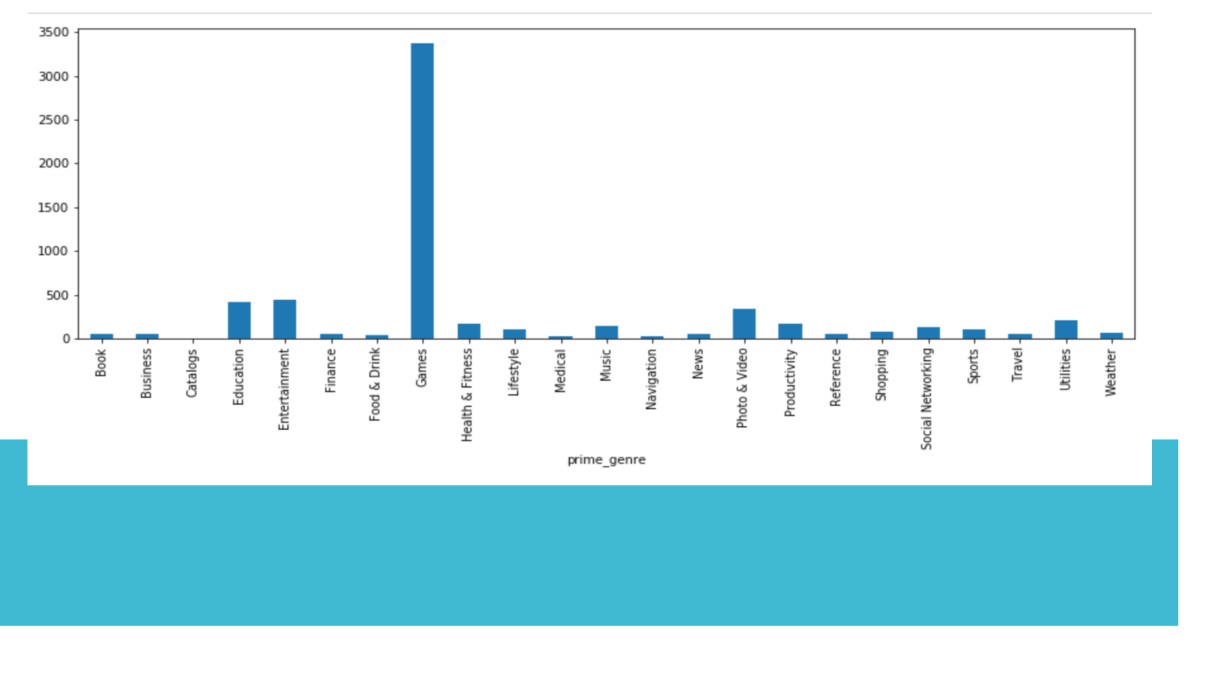 3500
3000
2500
2000
1500
1000
500
0
Book
Business
Catalogs
Education
Entertainment
Finance
Food & Drink
Games
Health & Fitness
Lifestyle
Medical
Music
Navigation
News
Photo & Video
Productivity
Reference
Shopping
Social Networking
Sports
Travel
Utilities
Weather
prime_genre